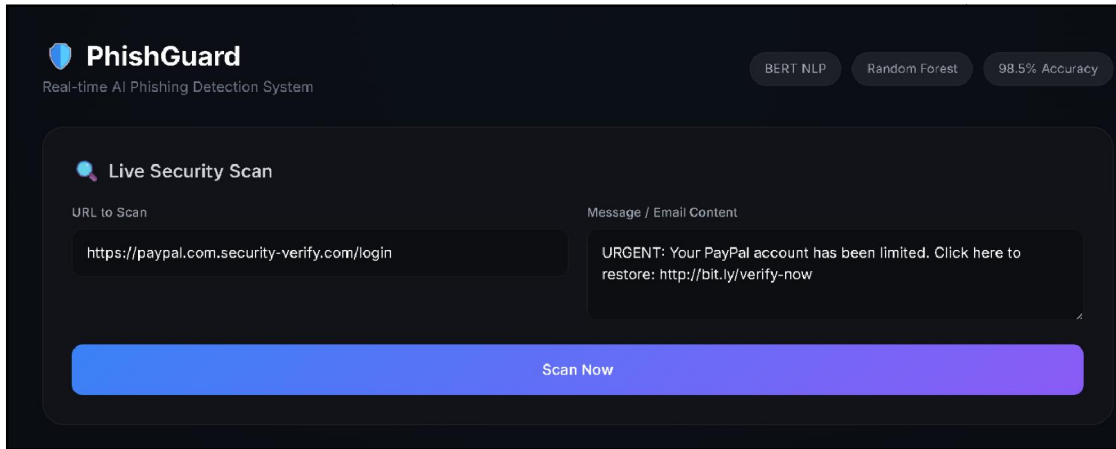 PhishGuard
Real-time AI Phishing Detection System
BERT NLP
Random Forest
98.5% Accuracy
Live Security Scan
URL to Scan
https://paypal.com.security-verify.com/login
Message / Email Content
URGENT: Your PayPal account has been limited. Click here to
restore: http://bit.ly/verify-now
Scan Now